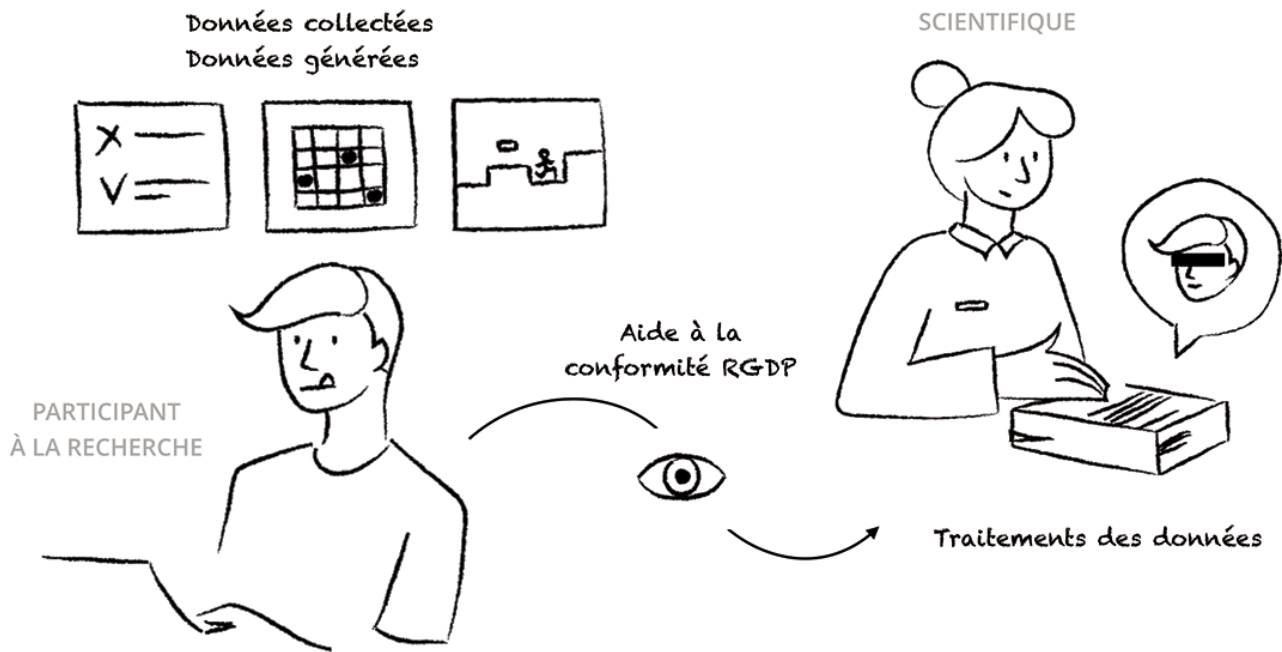 Données collectées
Données générées
SCIENTIFIQUE
Aide à la
conformité RGDP
PARTICIPANT
À LA RECHERCHE
Traitements des données